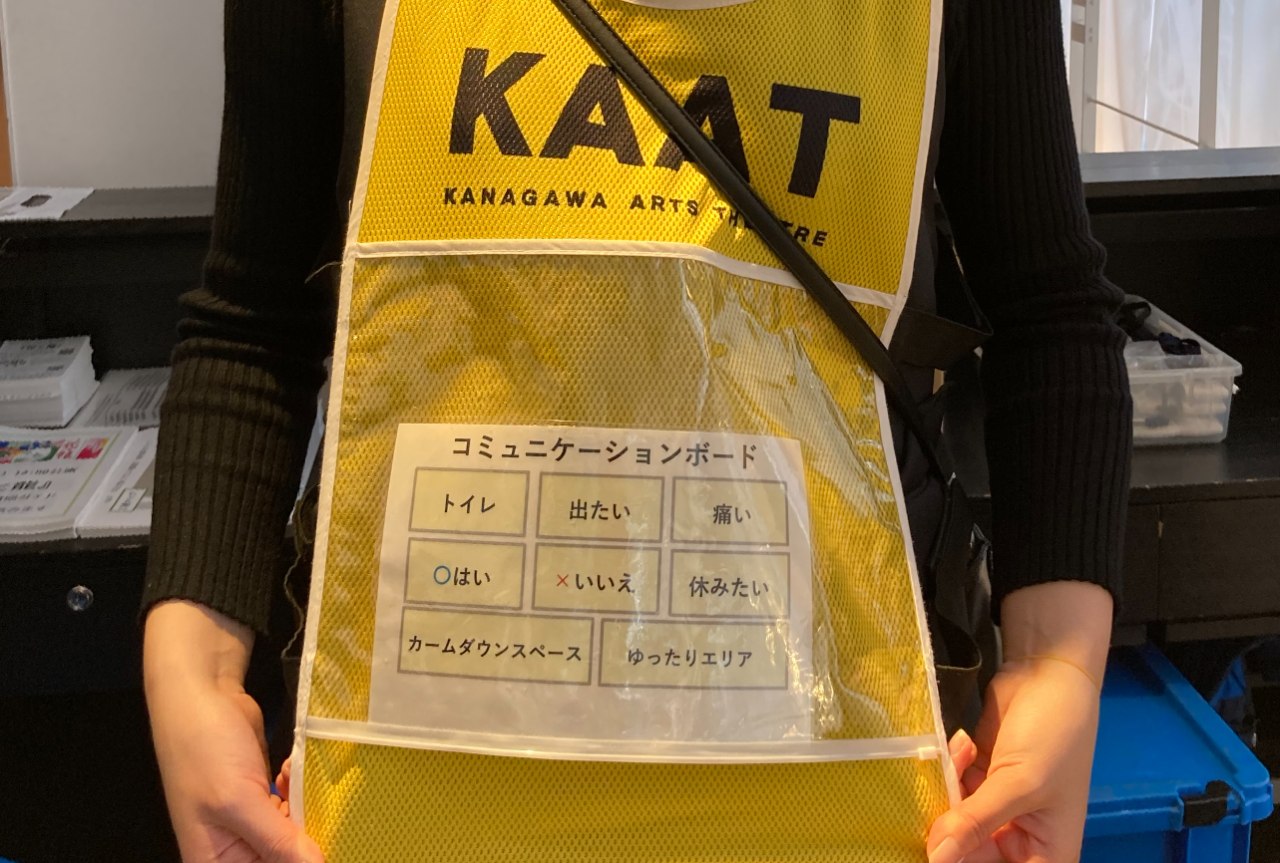 KAAT
KANAGAWA ARTS THEATRE
コミュニケーションボード
トイレ 出たい 痛い
○はい ×いいえ 休みたい
カームダウンスペース ゆったりエリア